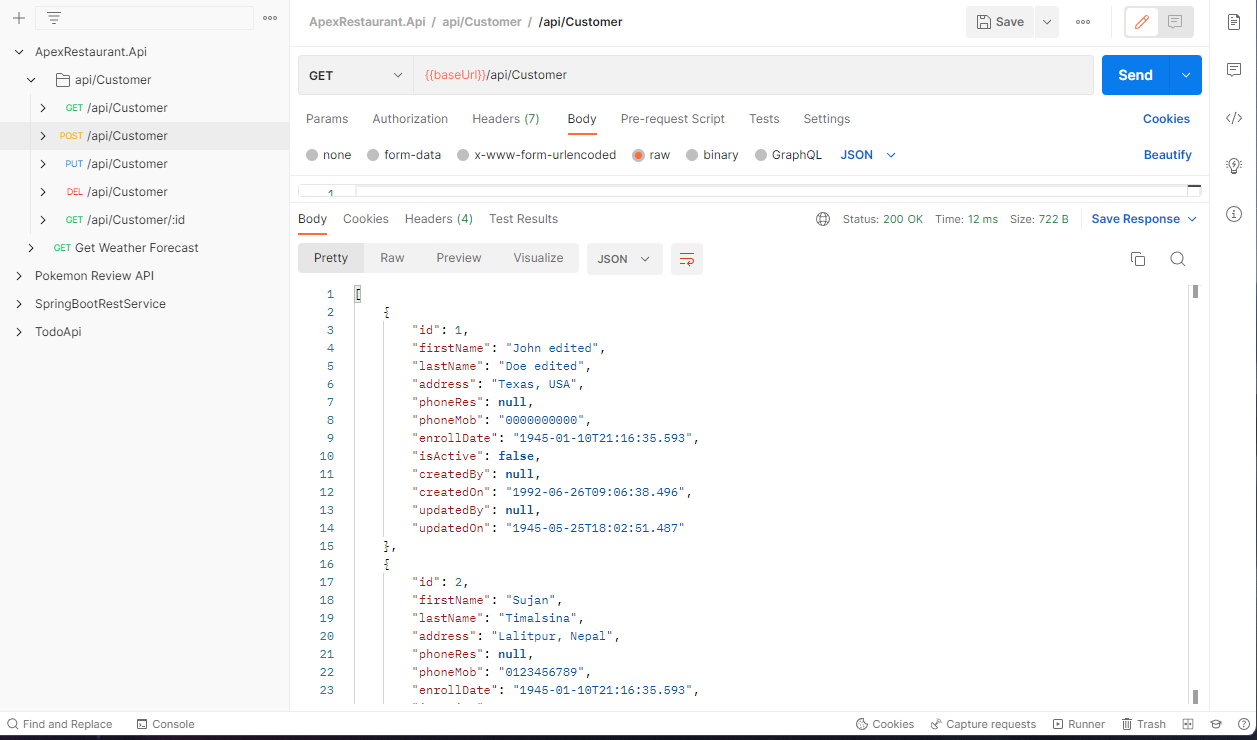 ApexRestaurant.Api / api/Customer / /api/Customer
Save
ApexRestaurant.Api
api/Customer
GET /api/Customer
POST /api/Customer
PUT /api/Customer
DEL /api/Customer
GET /api/Customer/:id
GET Get Weather Forecast
Pokemon Review API
SpringBootRestService
TodoApi
GET {{baseUrl}}/api/Customer Send
Params Authorization Headers (7) Body Pre-request Script Tests Settings Cookies
none form-data x-www-form-urlencoded raw binary GraphQL JSON Beautify
1
Body Cookies Headers (4) Test Results Status: 200 OK Time: 12 ms Size: 722 B Save Response
Pretty Raw Preview Visualize JSON
1 [
2 {
3 "id": 1,
4 "firstName": "John edited",
5 "lastName": "Doe edited",
6 "address": "Texas, USA",
7 "phoneRes": null,
8 "phoneMob": "0000000000",
9 "enrollDate": "1945-01-10T21:16:35.593",
10 "isActive": false,
11 "createdBy": null,
12 "createdOn": "1992-06-26T09:06:38.496",
13 "updatedBy": null,
14 "updatedOn": "1945-05-25T18:02:51.487"
15 },
16 {
17 "id": 2,
18 "firstName": "Sujan",
19 "lastName": "Timalsina",
20 "address": "Lalitpur, Nepal",
21 "phoneRes": null,
22 "phoneMob": "0123456789",
23 "enrollDate": "1945-01-10T21:16:35.593",
Find and Replace Console Cookies Capture requests Runner Trash